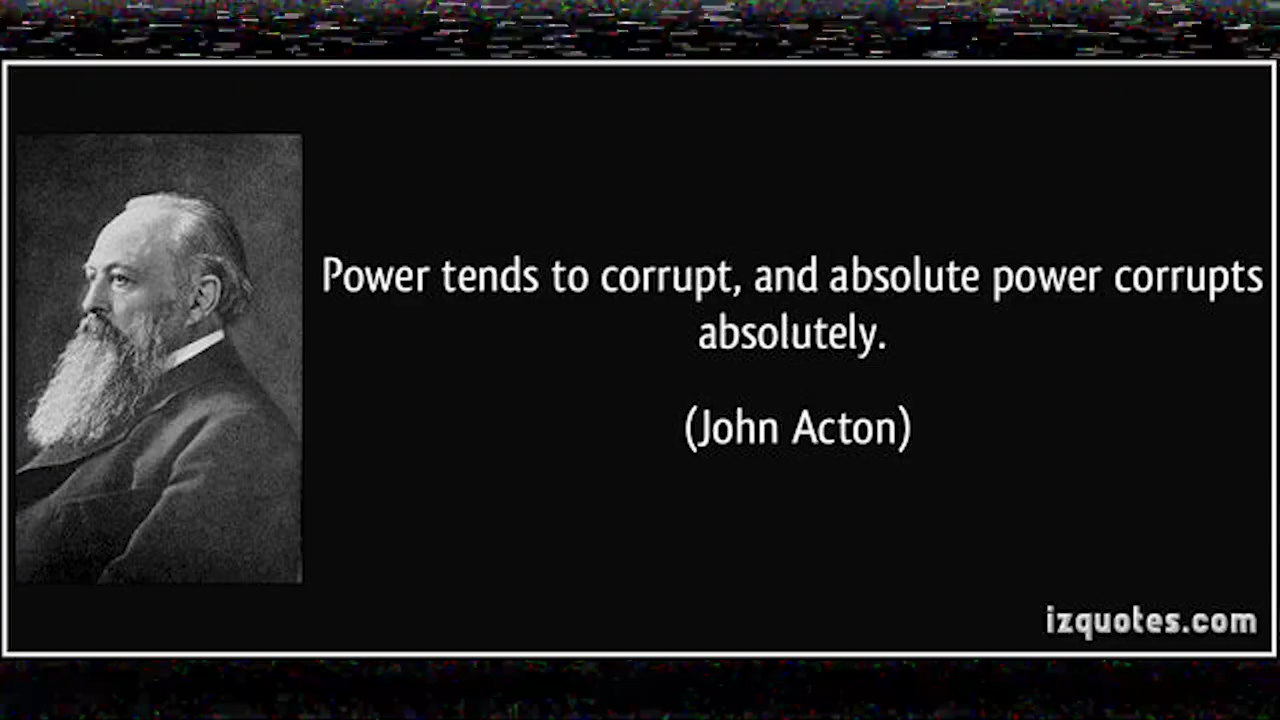 Power tends to corrupt, and absolute power corrupts
absolutely.
(John Acton)
izquotes.com